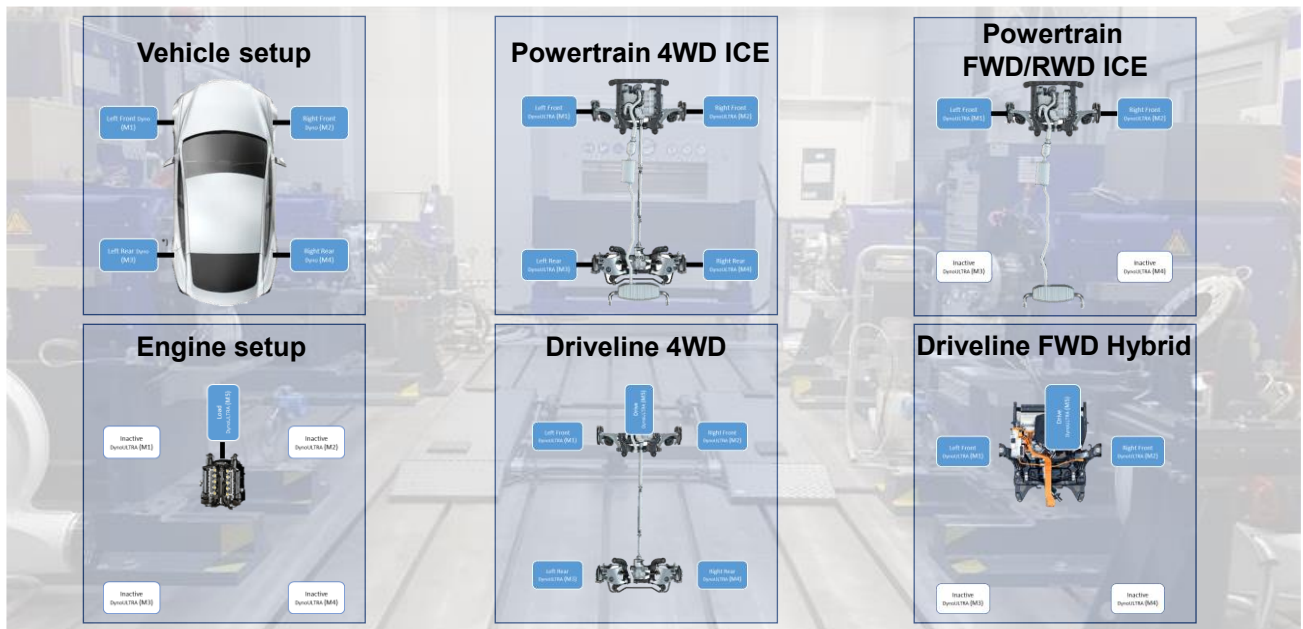 Vehicle setup
Left Front Dyno
(M1)
Right Front
Dyno (M2)
Left Rear Dyno
(M3)
*)
Right Rear
Dyno (M4)
Powertrain 4WD ICE
Left Front
DynoULTRA (M1)
Right Front
DynoULTRA (M2)
Left Rear
DynoULTRA (M3)
Right Rear
DynoULTRA (M4)
Powertrain
FWD/RWD ICE
Left Front
DynoULTRA (M1)
Right Front
DynoULTRA (M2)
Inactive
DynoULTRA (M3)
Inactive
DynoULTRA (M4)
Engine setup
Load
DynoULTRA (M5)
Inactive
DynoULTRA (M1)
Inactive
DynoULTRA (M2)
Inactive
DynoULTRA (M3)
Inactive
DynoULTRA (M4)
Driveline 4WD
Drive
DynoULTRA (M5)
Left Front
DynoULTRA (M1)
Right Front
DynoULTRA (M2)
Left Rear
DynoULTRA (M3)
Right Rear
DynoULTRA (M4)
Driveline FWD Hybrid
Drive
DynoULTRA (M5)
Left Front
DynoULTRA (M1)
Right Front
DynoULTRA (M2)
Inactive
DynoULTRA (M3)
Inactive
DynoULTRA (M4)